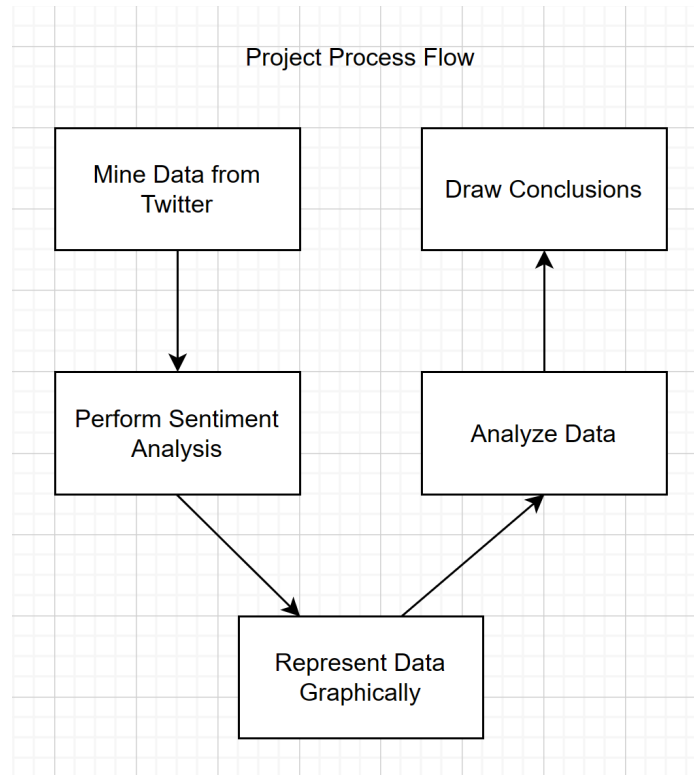 Project Process Flow
Mine Data from
Twitter
Draw Conclusions
Perform Sentiment
Analysis
Analyze Data
Represent Data
Graphically